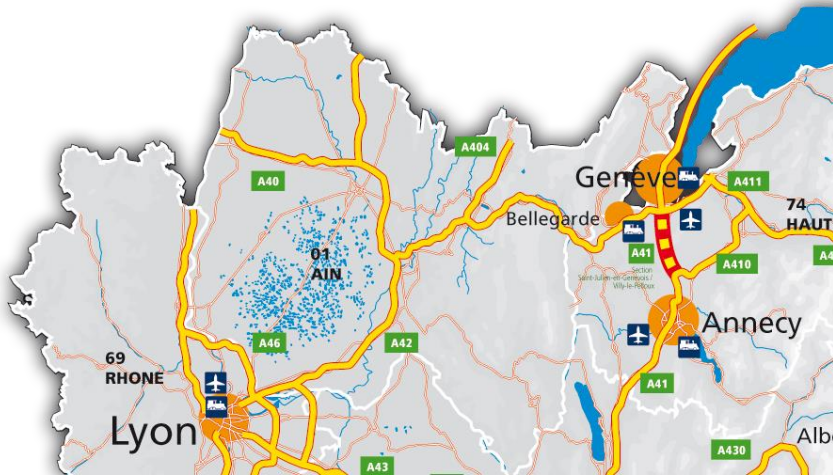 A404
Genève
A40
A411
Bellegarde
74
HAUT
01
AIN
A41
A410
Section
Saint-Julien-en-Genevois /
Villy-le-Pelloux
A46
A42
Annecy
69
RHONE
A41
Lyon
A43
A430
Albe